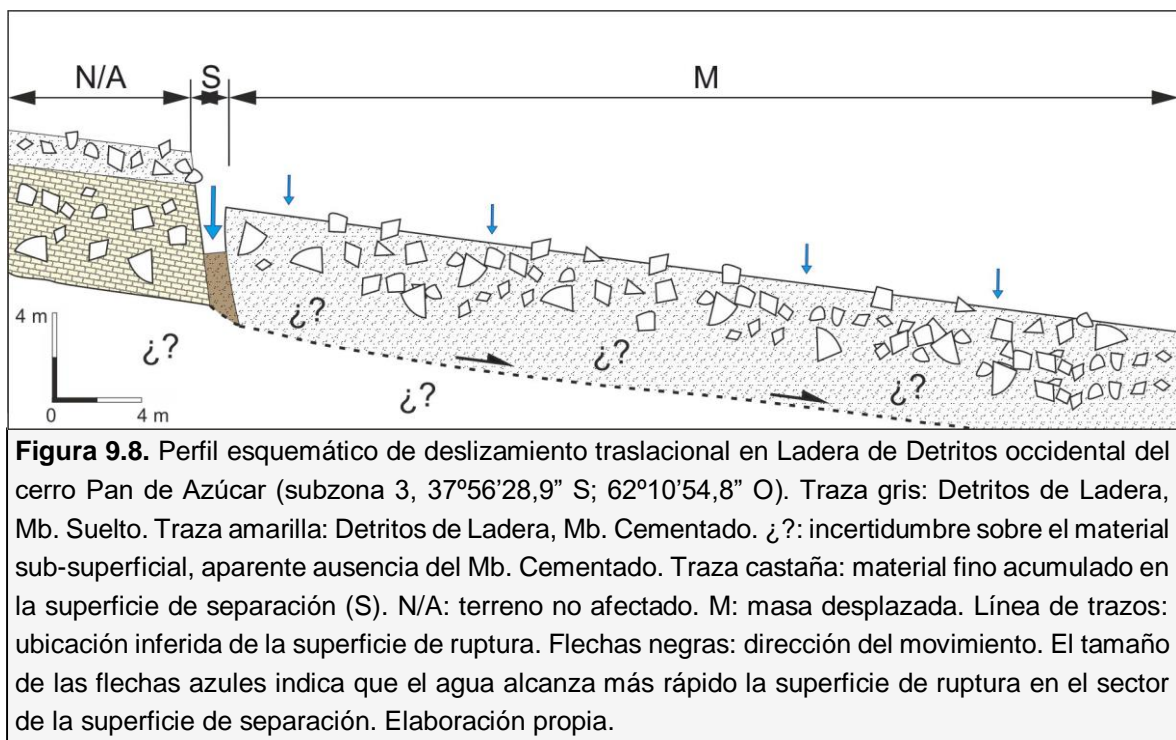 N/A S M
¿?
¿?
¿?
4 m
¿?
¿?
0 4 m
Figura 9.8. Perfil esquemático de deslizamiento traslacional en Ladera de Detritos occidental del
cerro Pan de Azúcar (subzona 3, 37º56’28,9” S; 62º10’54,8” O). Traza gris: Detritos de Ladera,
Mb. Suelto. Traza amarilla: Detritos de Ladera, Mb. Cementado. ¿?: incertidumbre sobre el material
sub-superficial, aparente ausencia del Mb. Cementado. Traza castaña: material fino acumulado en
la superficie de separación (S). N/A: terreno no afectado. M: masa desplazada. Línea de trazos:
ubicación inferida de la superficie de ruptura. Flechas negras: dirección del movimiento. El tamaño
de las flechas azules indica que el agua alcanza más rápido la superficie de ruptura en el sector
de la superficie de separación. Elaboración propia.